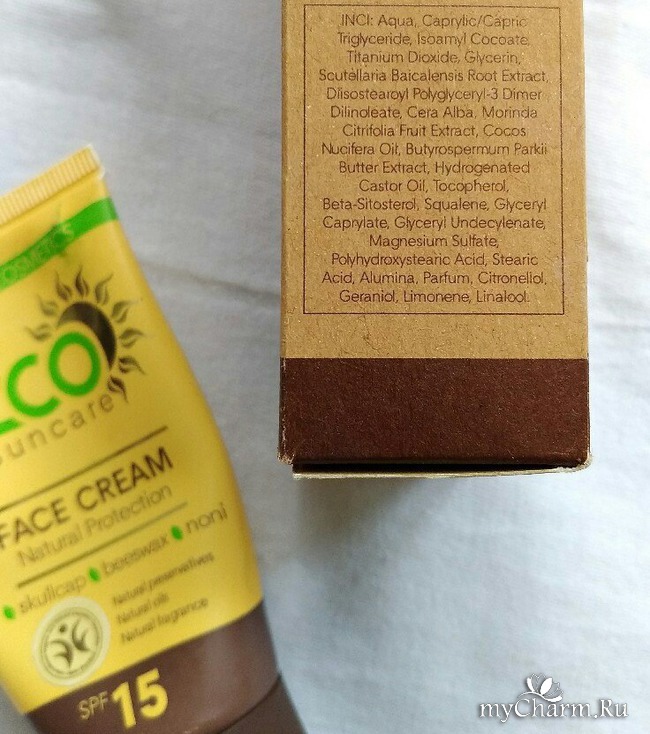 INCI: Aqua, Caprylic/Capric
Triglyceride, Isoamyl Cocoate,
Titanium Dioxide, Glycerin,
Scutellaria Baicalensis Root Extract,
Diisostearoyl Polyglyceryl-3 Dimer
Dilinoleate, Cera Alba, Morinda
Citrifolia Fruit Extract, Cocos
Nucifera Oil, Butyrospermum Parkii
Butter Extract, Hydrogenated
Castor Oil, Tocopherol,
Beta-Sitosterol, Squalene, Glyceryl
Caprylate, Glyceryl Undecylenate,
Magnesium Sulfate,
Polyhydroxystearic Acid, Stearic
Acid, Alumina, Parfum, Citronellol,
Geraniol, Limonene, Linalool.
suncare
FACE CREAM
Natural Protection
skullcap beeswax noni
Natural preservatives
Natural oils
Natural fragrance
SPF 15
myCharm.Ru